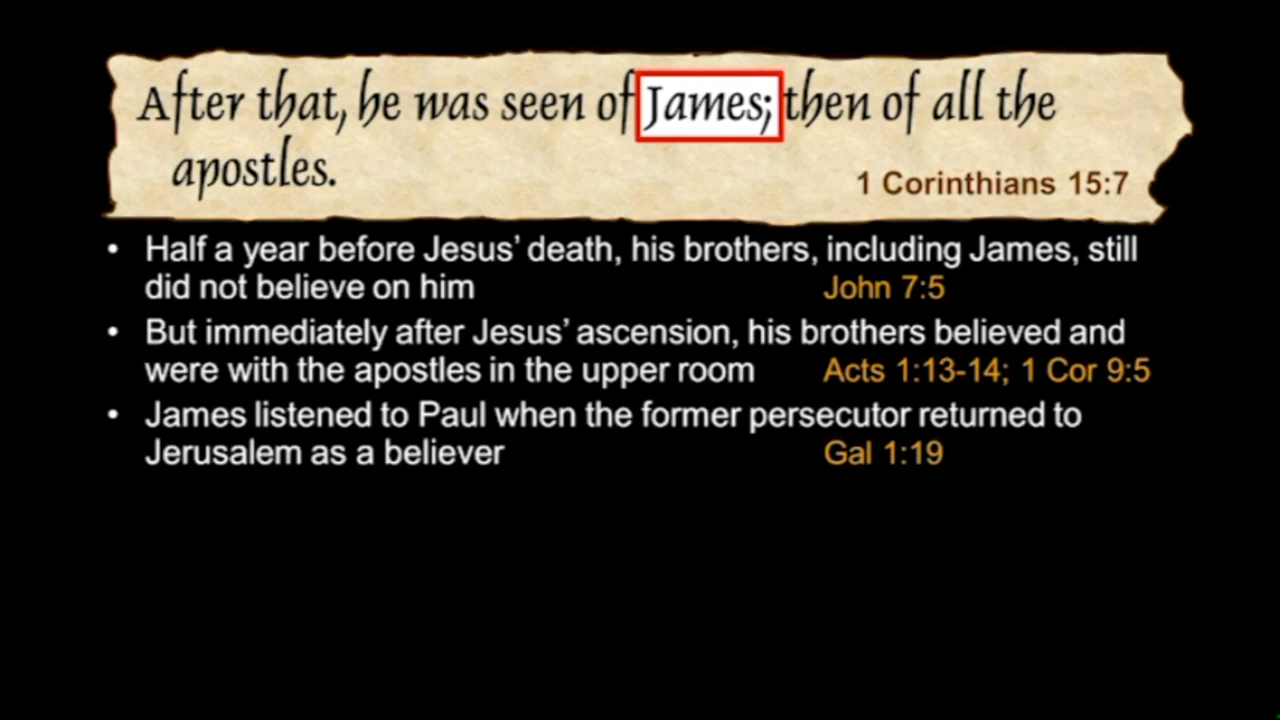 After that, he was seen of James; then of all the
apostles.
1 Corinthians 15:7
• Half a year before Jesus’ death, his brothers, including James, still
did not believe on him John 7:5
• But immediately after Jesus’ ascension, his brothers believed and
were with the apostles in the upper room Acts 1:13-14; 1 Cor 9:5
• James listened to Paul when the former persecutor returned to
Jerusalem as a believer Gal 1:19